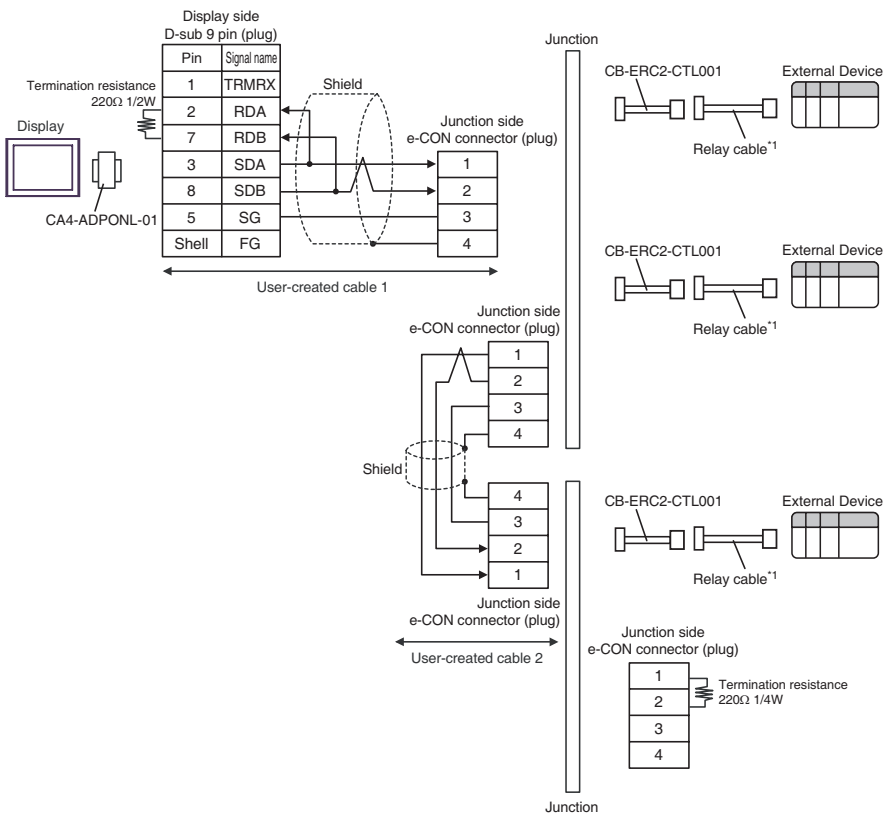 Display side
D-sub 9 pin (plug)
Pin Signal name
1 TRMRX
2 RDA
7 RDB
3 SDA
8 SDB
5 SG
Shell FG
Termination resistance
220Ω 1/2W
Display
CA4-ADPONL-01
Shield
Junction side
e-CON connector (plug)
1
2
3
4
User-created cable 1
Junction
CB-ERC2-CTL001
External Device
Relay cable*1
CB-ERC2-CTL001
External Device
Relay cable*1
Junction side
e-CON connector (plug)
1
2
3
4
Shield
4
3
2
1
Junction side
e-CON connector (plug)
User-created cable 2
CB-ERC2-CTL001
External Device
Relay cable*1
Junction side
e-CON connector (plug)
1
2
3
4
Termination resistance
220Ω 1/4W
Junction